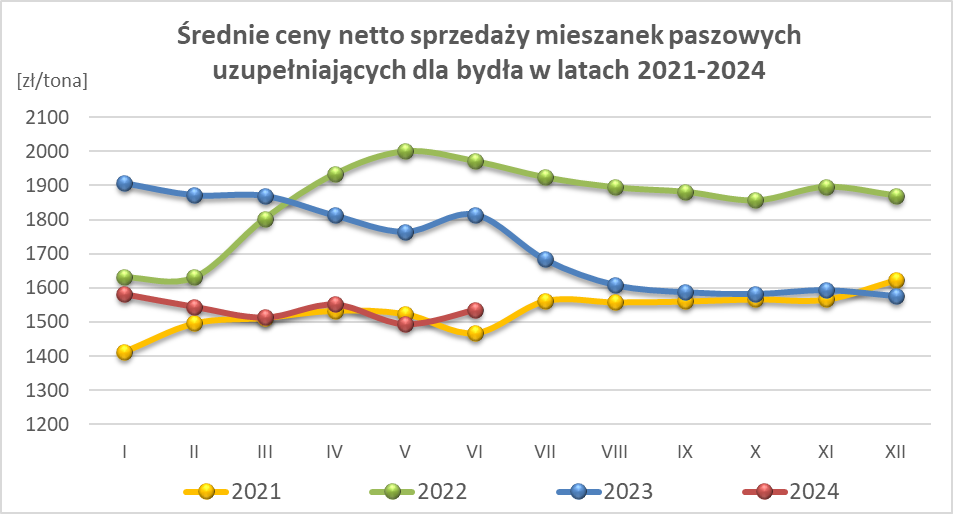 Średnie ceny netto sprzedaży mieszanek paszowych
uzupełniających dla bydła w latach 2021-2024
[zł/tona]
2100
2000
1900
1800
1700
1600
1500
1400
1300
1200
I II III IV V VI VII VIII IX X XI XII
2021 2022 2023 2024